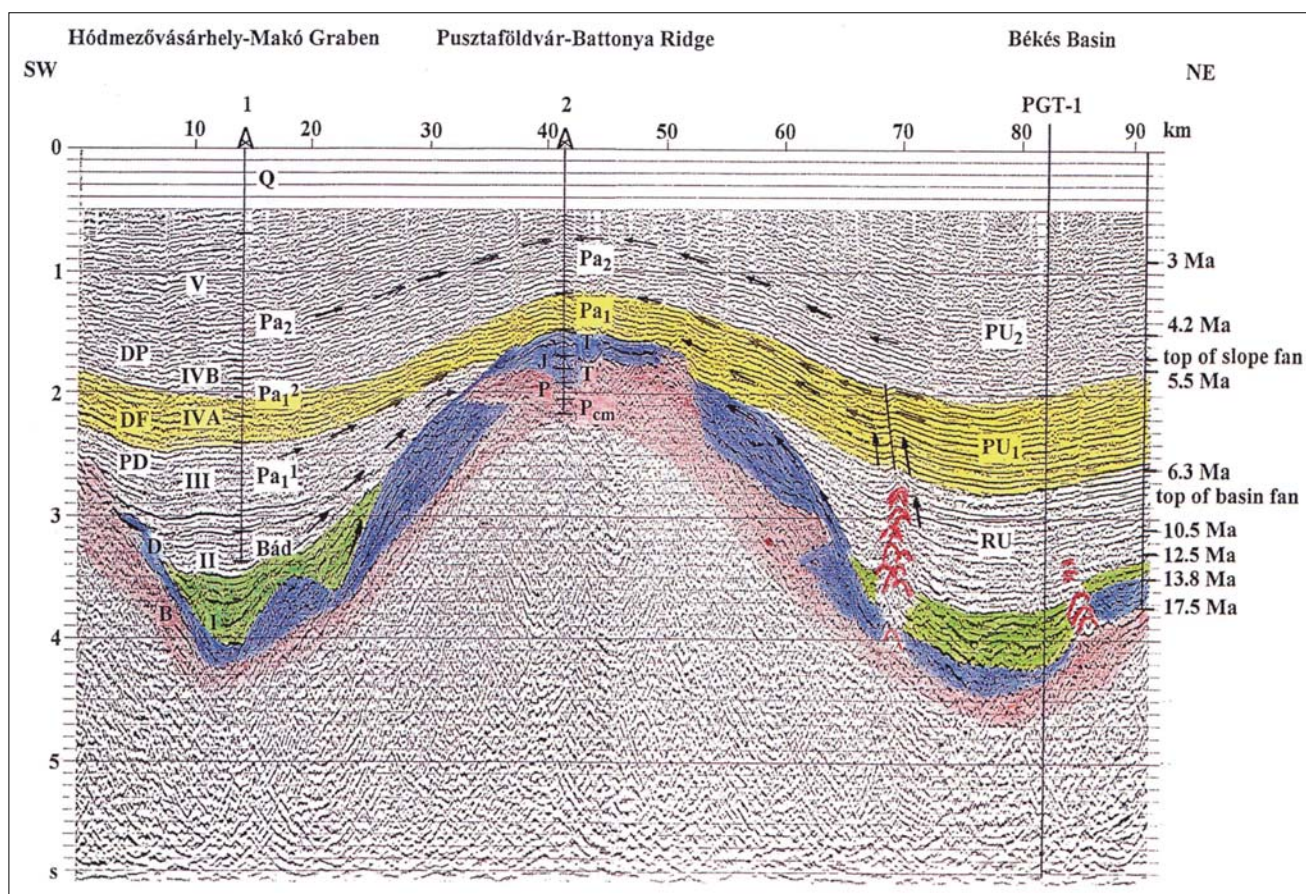 Hódmezővásárhely-Makó Graben Pusztaföldvár-Battonya Ridge Békés Basin
SW NE
1 2 PGT-1
10 20 30 40 50 60 70 80 90 km
0
Q
1
V Pa2 3 Ma
Pa2
DP Pa1 PU2 4.2 Ma
top of slope fan
IVB J T 5.5 Ma
2 Pa1² P T
DF IVA Pcm
PD PU1
III Pa1¹ 6.3 Ma
top of basin fan
3
D II Bád RU 10.5 Ma
12.5 Ma
13.8 Ma
B I 17.5 Ma
4
5
s